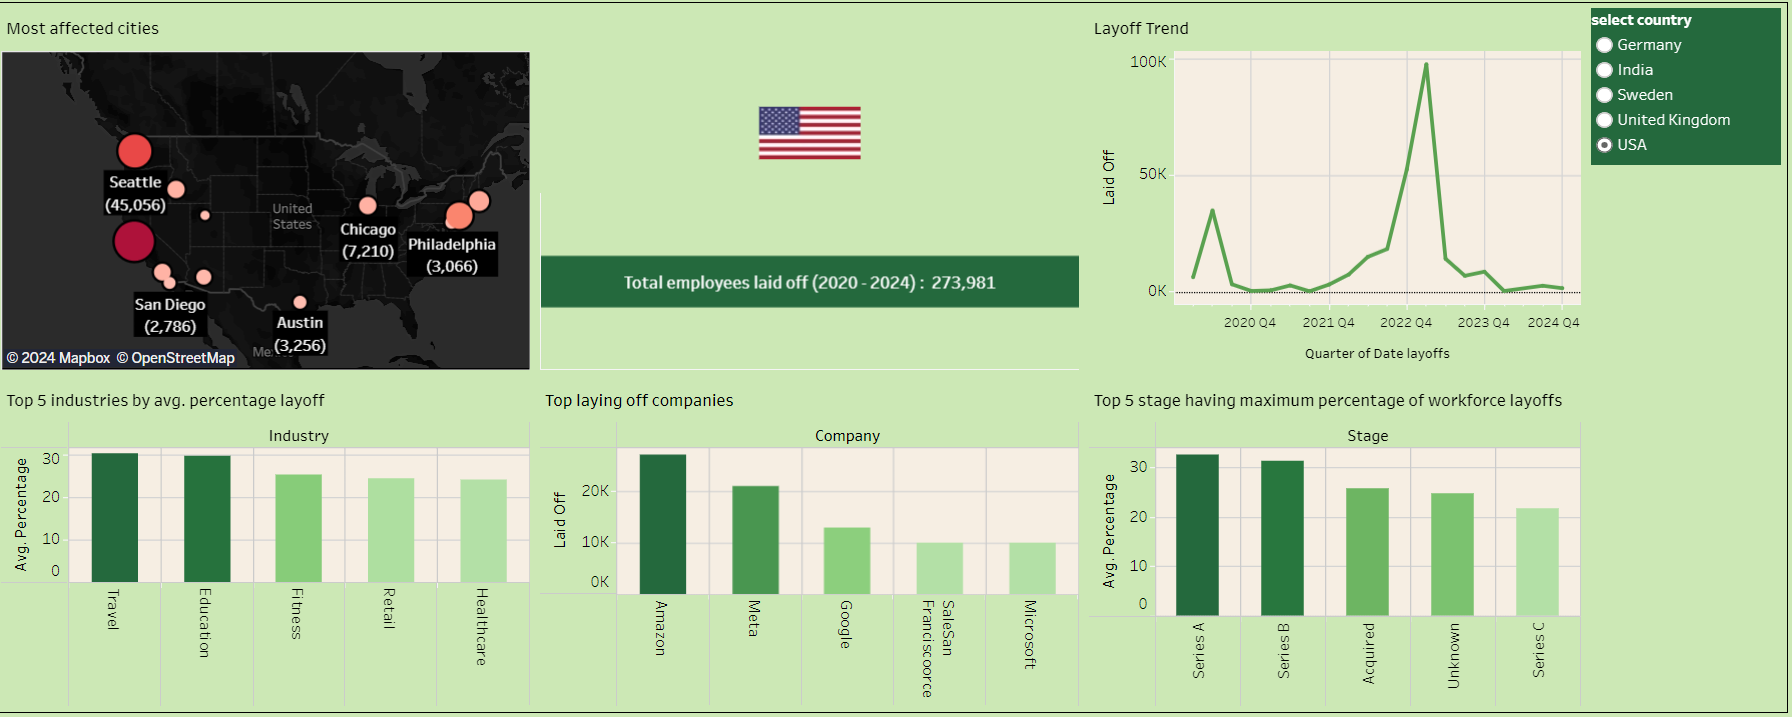 Most affected cities
Seattle
(45,056)
United
States
Chicago
(7,210)
Philadelphia
(3,066)
San Diego
(2,786)
Austin
(3,256)
© 2024 Mapbox © OpenStreetMap
Total employees laid off (2020 - 2024) : 273,981
Layoff Trend
Laid Off
100K
50K
0K
2020 Q4
2021 Q4
2022 Q4
2023 Q4
2024 Q4
Quarter of Date layoffs
select country
Germany
India
Sweden
United Kingdom
USA
Top 5 industries by avg. percentage layoff
Industry
Avg. Percentage
30
20
10
0
Travel
Education
Fitness
Retail
Healthcare
Top laying off companies
Company
Laid Off
20K
10K
0K
Amazon
Meta
Google
SaleSan
Franciscoorce
Microsoft
Top 5 stage having maximum percentage of workforce layoffs
Stage
Avg. Percentage
30
20
10
0
Series A
Series B
Acquired
Unknown
Series C